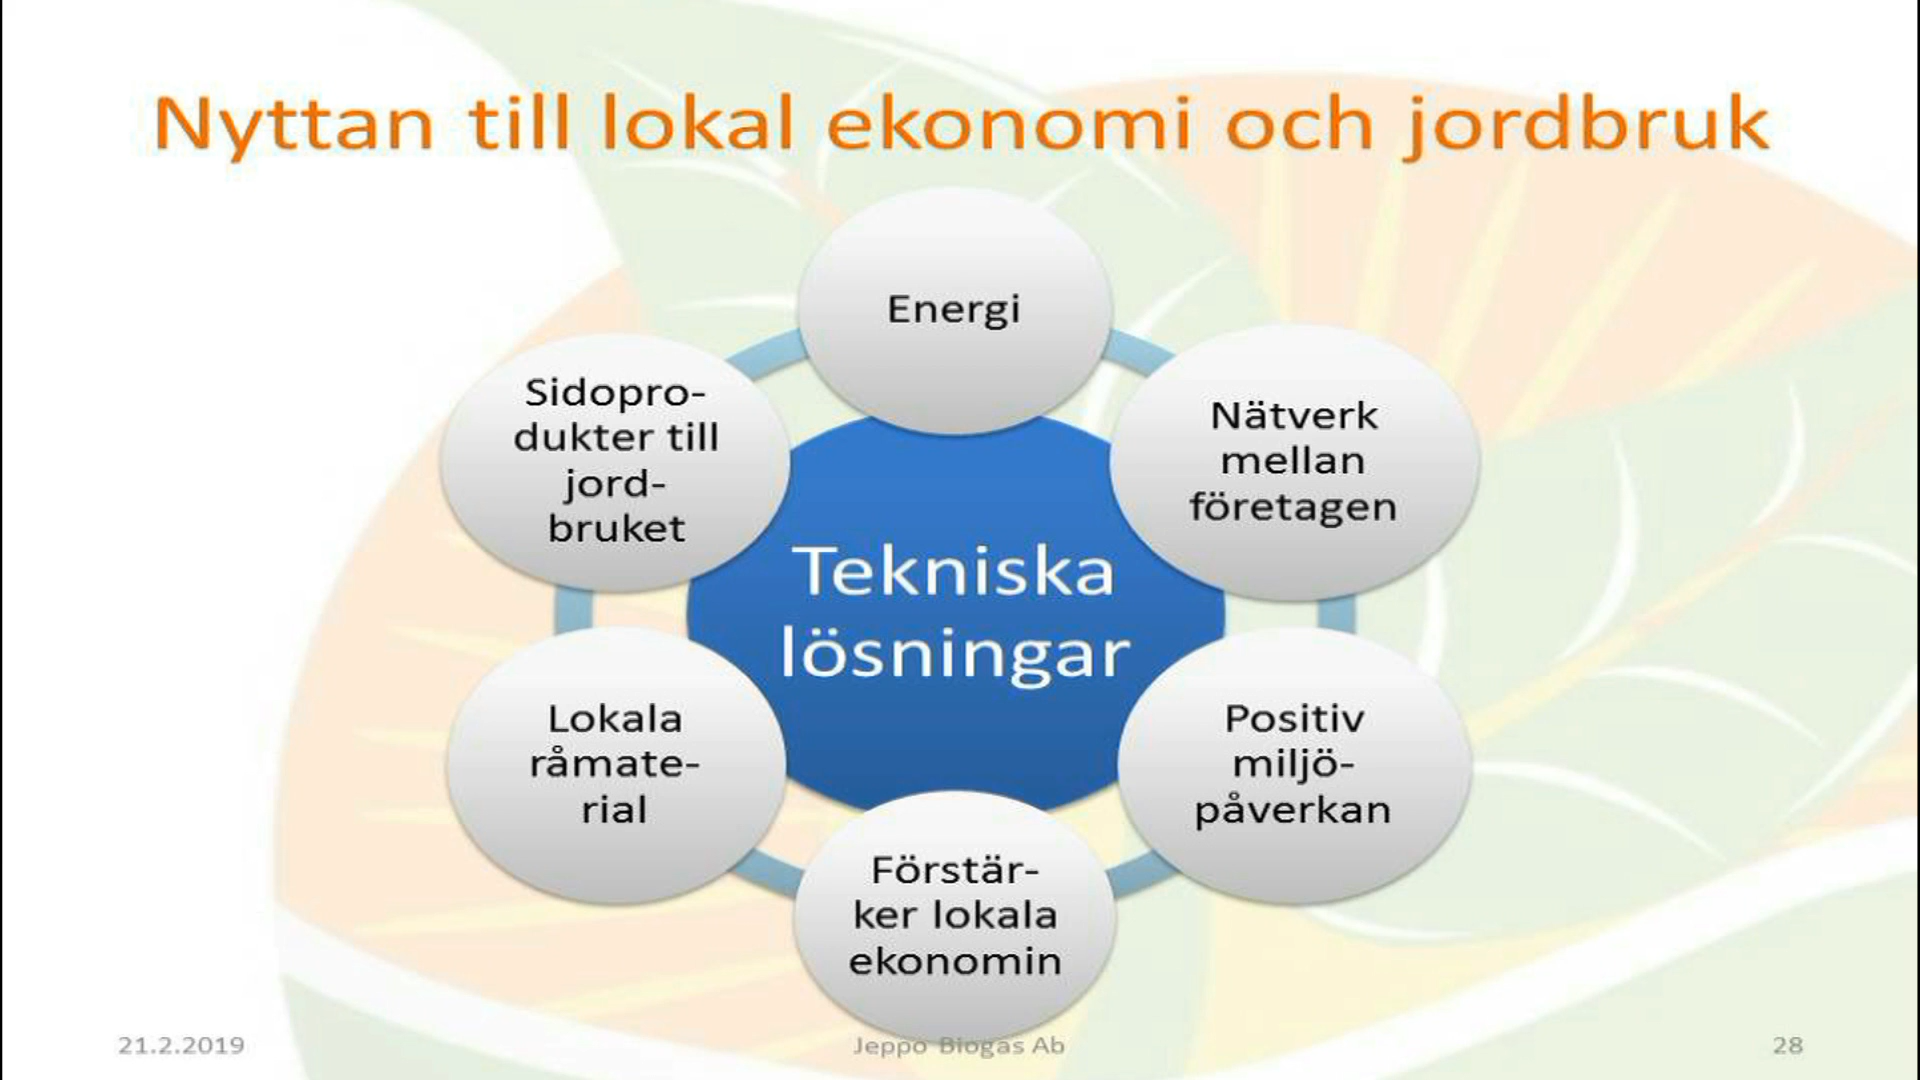 Nyttan till lokal ekonomi och jordbruk
Energi
Nätverk
mellan
företagen
Positiv
miljö-
påverkan
Förstär-
ker lokala
ekonomin
Lokala
råmate-
rial
Sidopro-
dukter till
jord-
bruket
Tekniska
lösningar
21.2.2019
Jeppo Biogas Ab
28